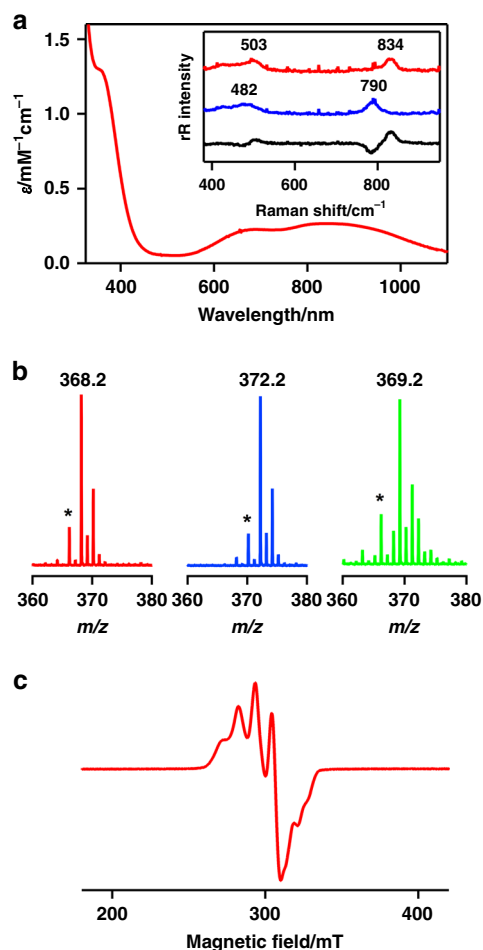 a
ε/mM⁻¹cm⁻¹
1.5
1.0
0.5
0.0
400 600 800 1000
Wavelength/nm
rR intensity
503 834
482 790
400 600 800
Raman shift/cm⁻¹
b
368.2 372.2 369.2
* * *
360 370 380 360 370 380 360 370 380
m/z m/z m/z
c
200 300 400
Magnetic field/mT